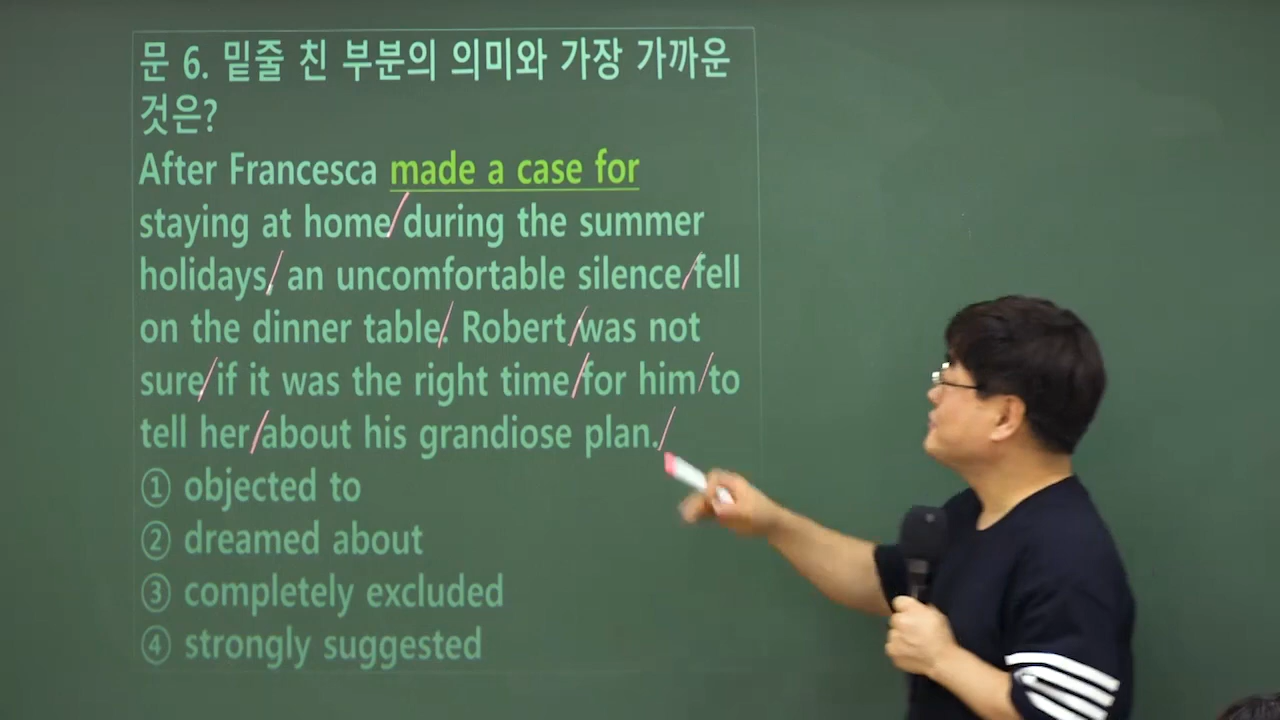 문 6. 밑줄 친 부분의 의미와 가장 가까운
것은?
After Francesca made a case for
staying at home during the summer
holidays, an uncomfortable silence fell
on the dinner table. Robert was not
sure if it was the right time for him to
tell her about his grandiose plan.
① objected to
② dreamed about
③ completely excluded
④ strongly suggested